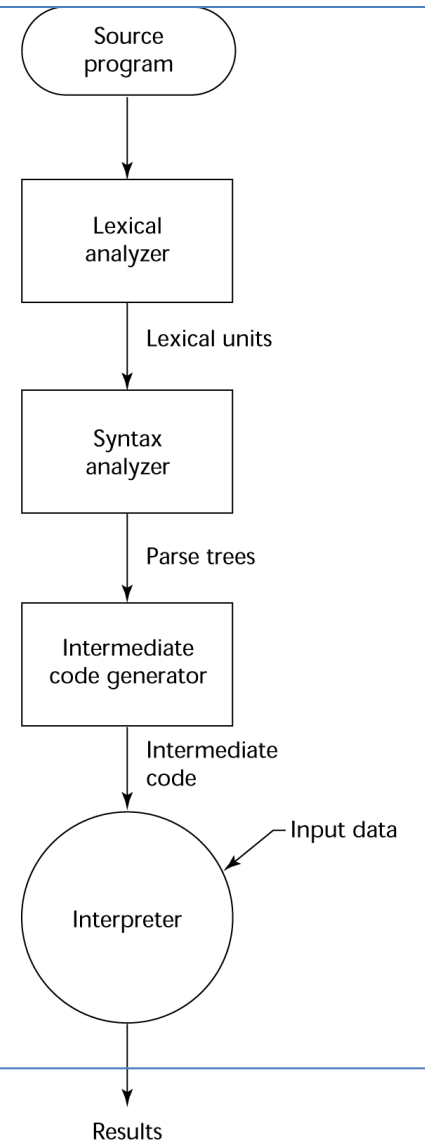 Source
program
Lexical
analyzer
Lexical units
Syntax
analyzer
Parse trees
Intermediate
code generator
Intermediate
code
Input data
Interpreter
Results